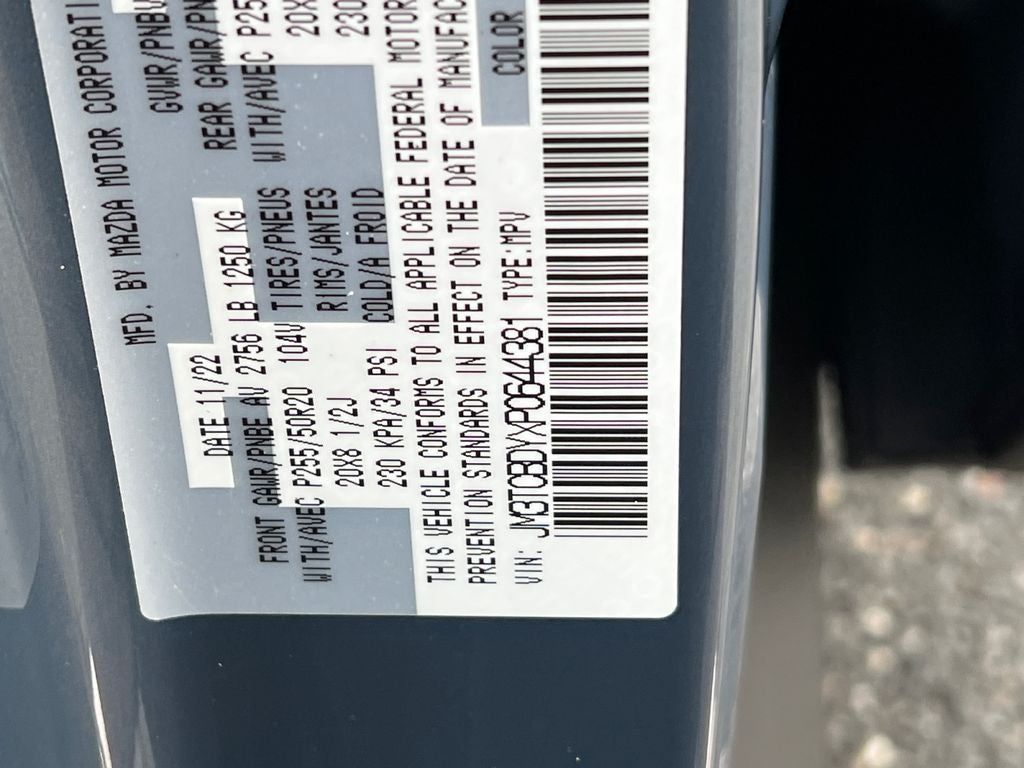 MFD. BY MAZDA MOTOR CORPORATI
DATE 11/22
GVWR/PNBV
FRONT GAWR/PNBE AV 2756 LB 1250 KG
REAR GAWR/PN
WITH/AVEC P255/50R20 104V TIRES/PNEUS
WITH/AVEC P25
20X8 1/2J RIMS/JANTES
20X
230 KPA/34 PSI COLD/A FROID
230
THIS VEHICLE CONFORMS TO ALL APPLICABLE FEDERAL MOTOR
PREVENTION STANDARDS IN EFFECT ON THE DATE OF MANUFAC
VIN: JM3TCBDYXP0644381 TYPE:MPV
COLOR